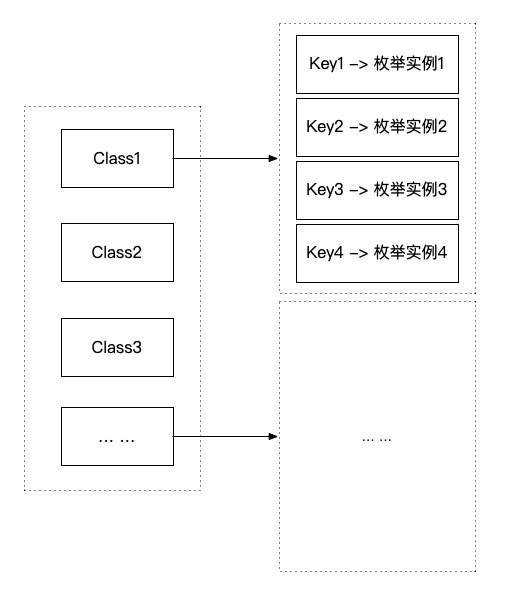 Key1 -> 枚举实例1
Key2 -> 枚举实例2
Key3 -> 枚举实例3
Key4 -> 枚举实例4
Class1
Class2
Class3
... ...
... ...